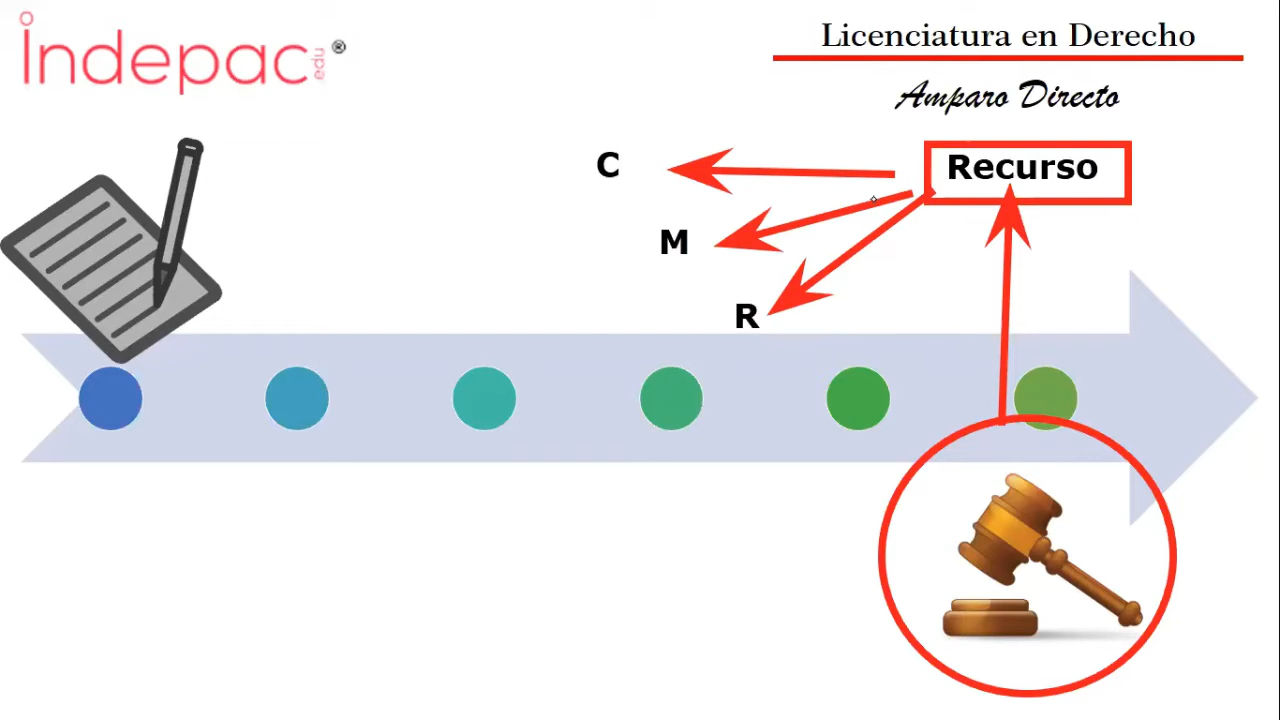 indepac edu ®
Licenciatura en Derecho
Amparo Directo
Recurso
C
M
R